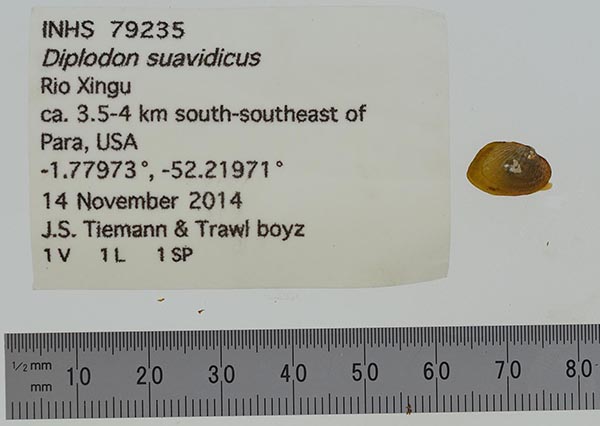 INHS 79235
Diplodon suavidicus
Rio Xingu
ca. 3.5-4 km south-southeast of
Para, USA
-1.77973°, -52.21971°
14 November 2014
J.S. Tiemann & Trawl boyz
1 V 1 L 1 SP
1/2 mm
mm 10 20 30 40 50 60 70 80